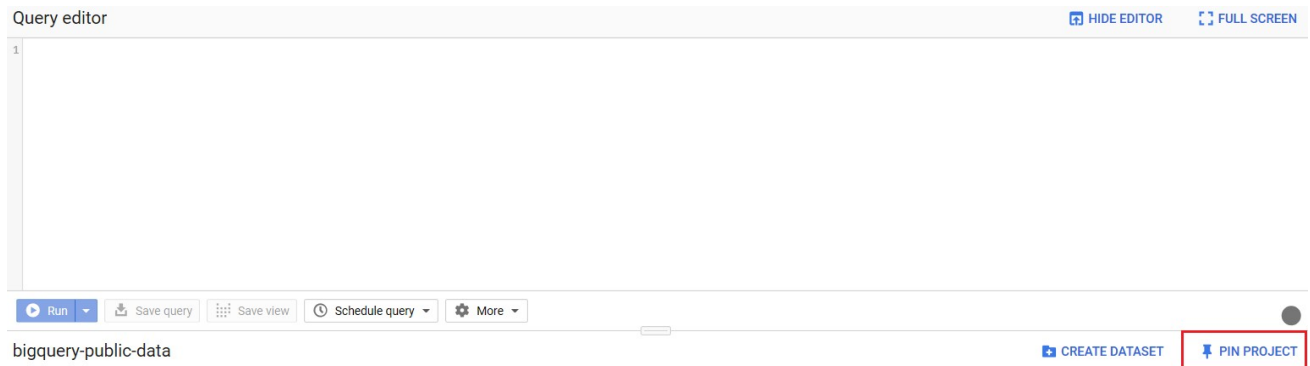 Query editor HIDE EDITOR FULL SCREEN
1
Run Save query Save view Schedule query More
bigquery-public-data CREATE DATASET PIN PROJECT